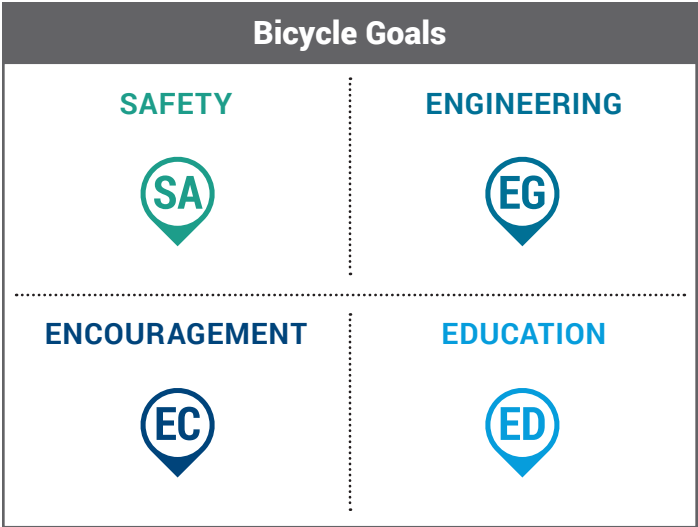 Bicycle Goals
SAFETY
SA
ENGINEERING
EG
ENCOURAGEMENT
EC
EDUCATION
ED